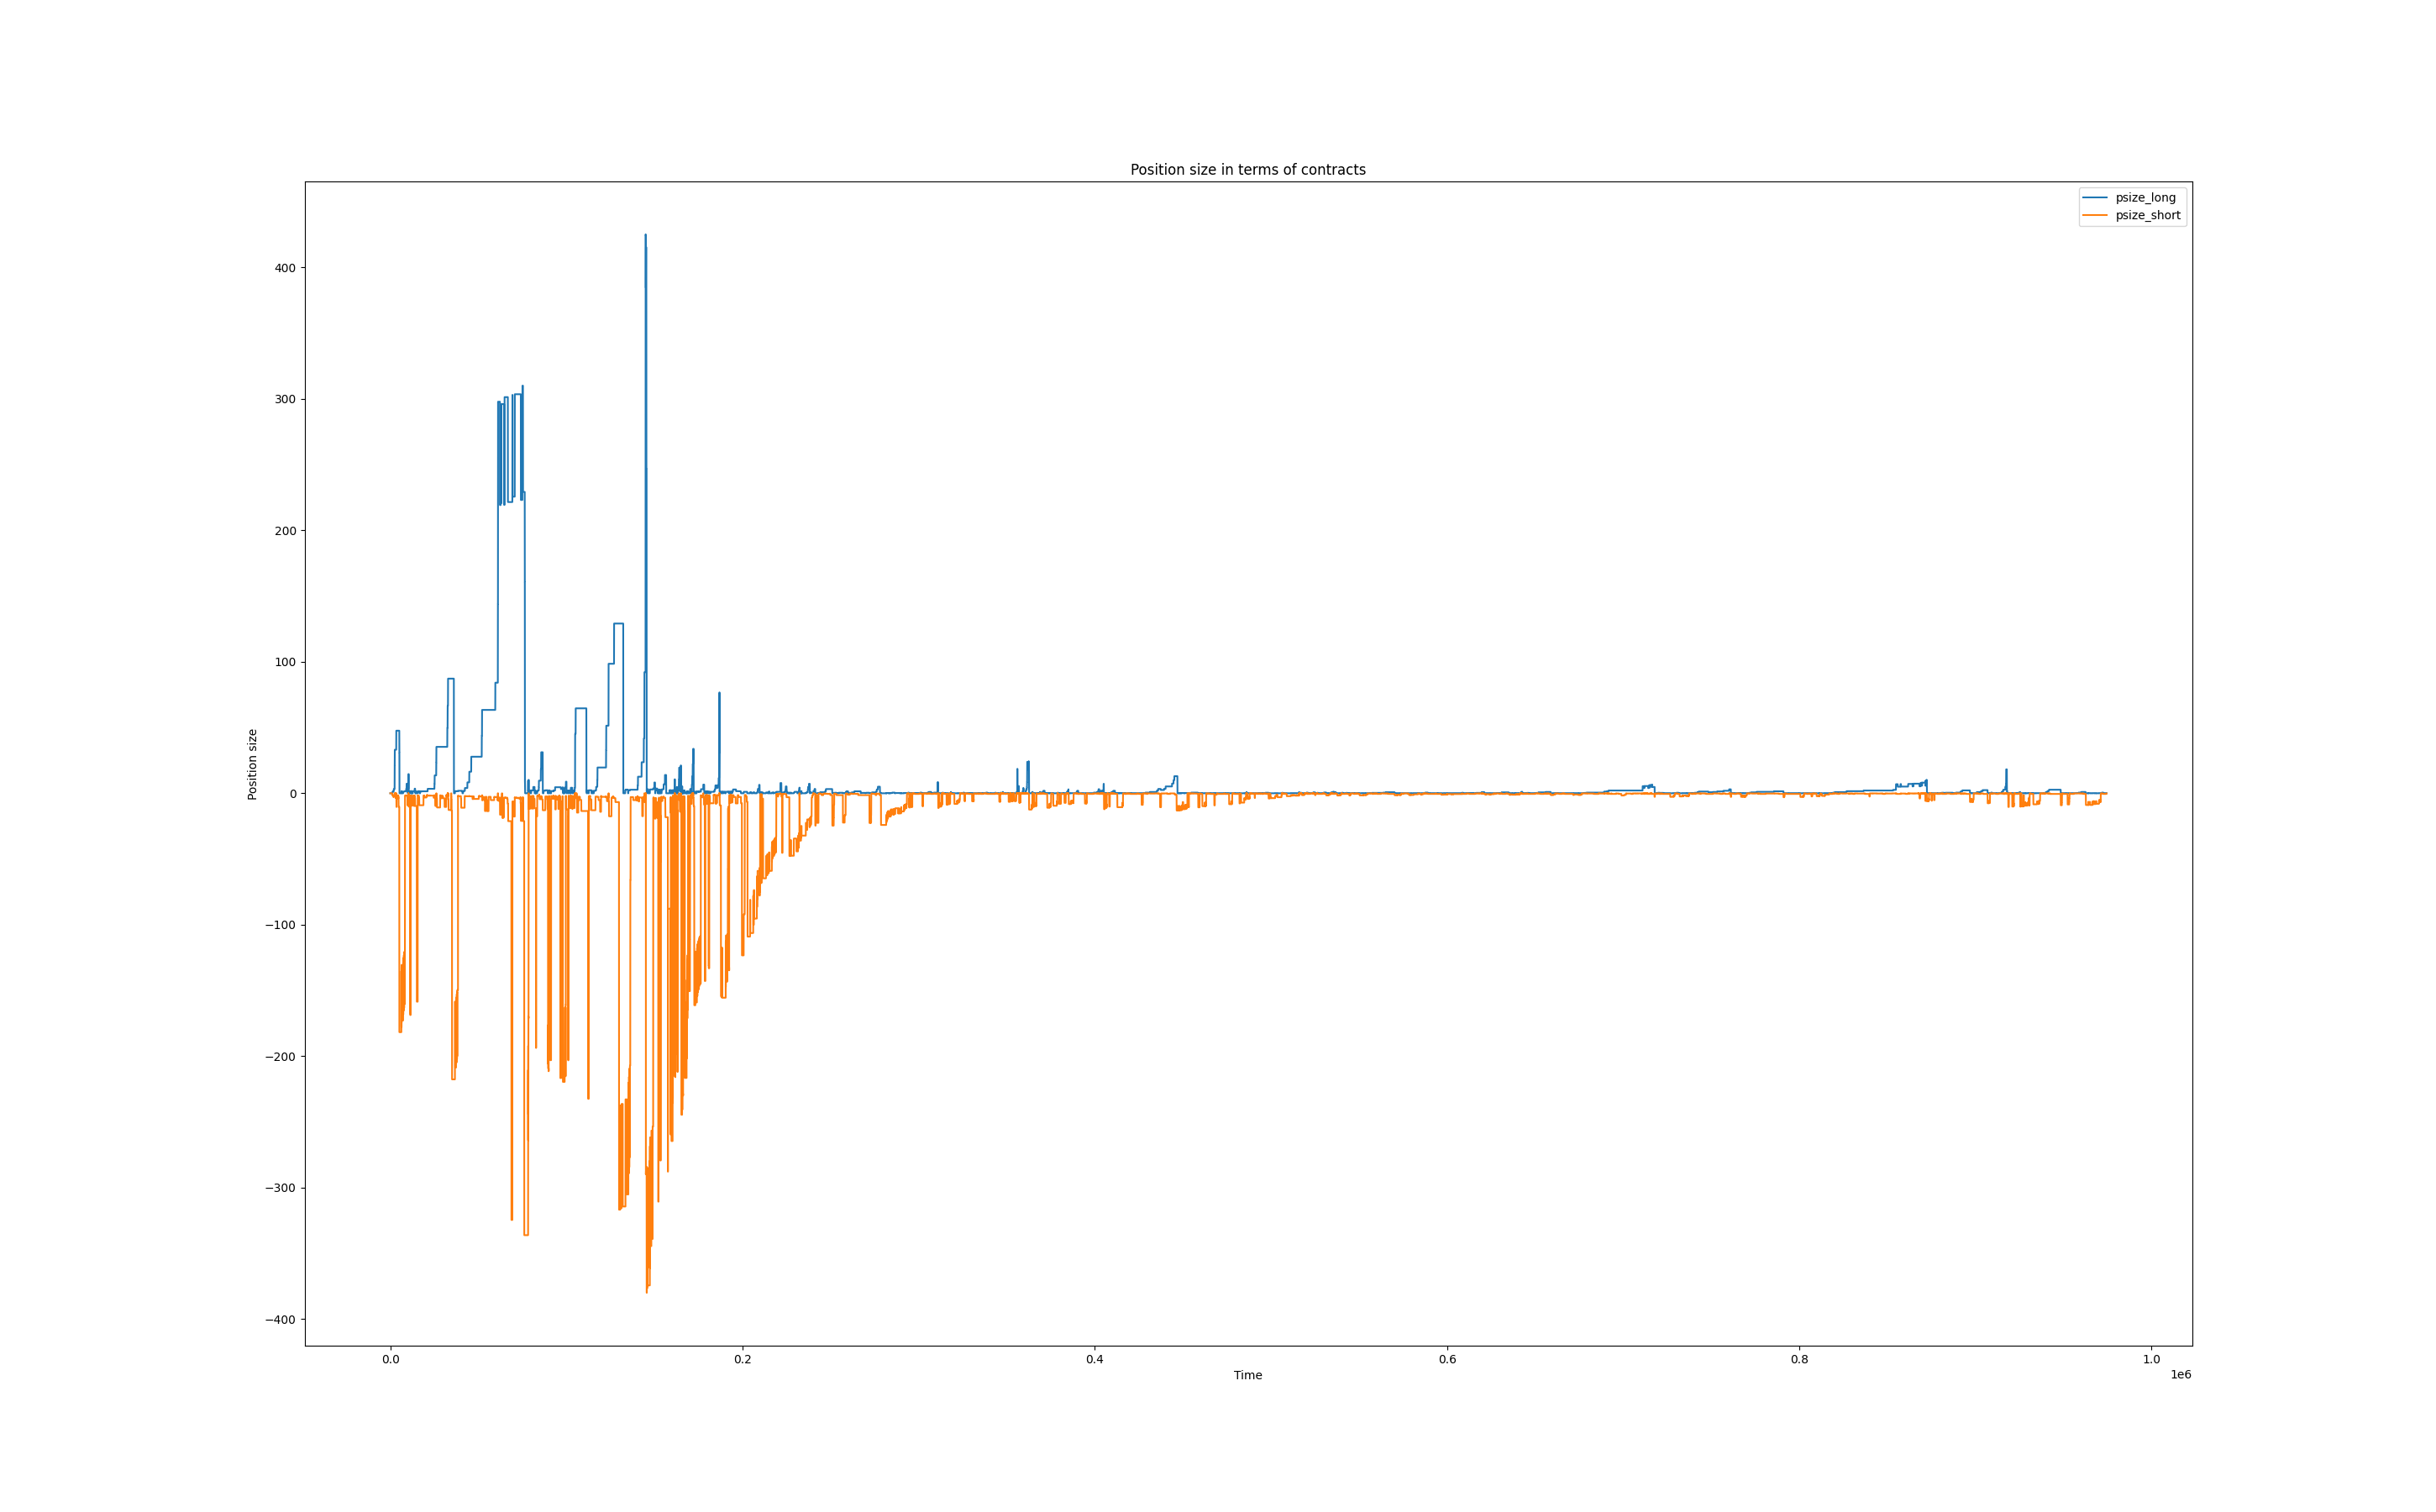 Position size in terms of contracts
psize_long
psize_short
400
300
200
100
0
−100
−200
−300
−400
Position size
0.0 0.2 0.4 0.6 0.8 1.0
Time
1e6